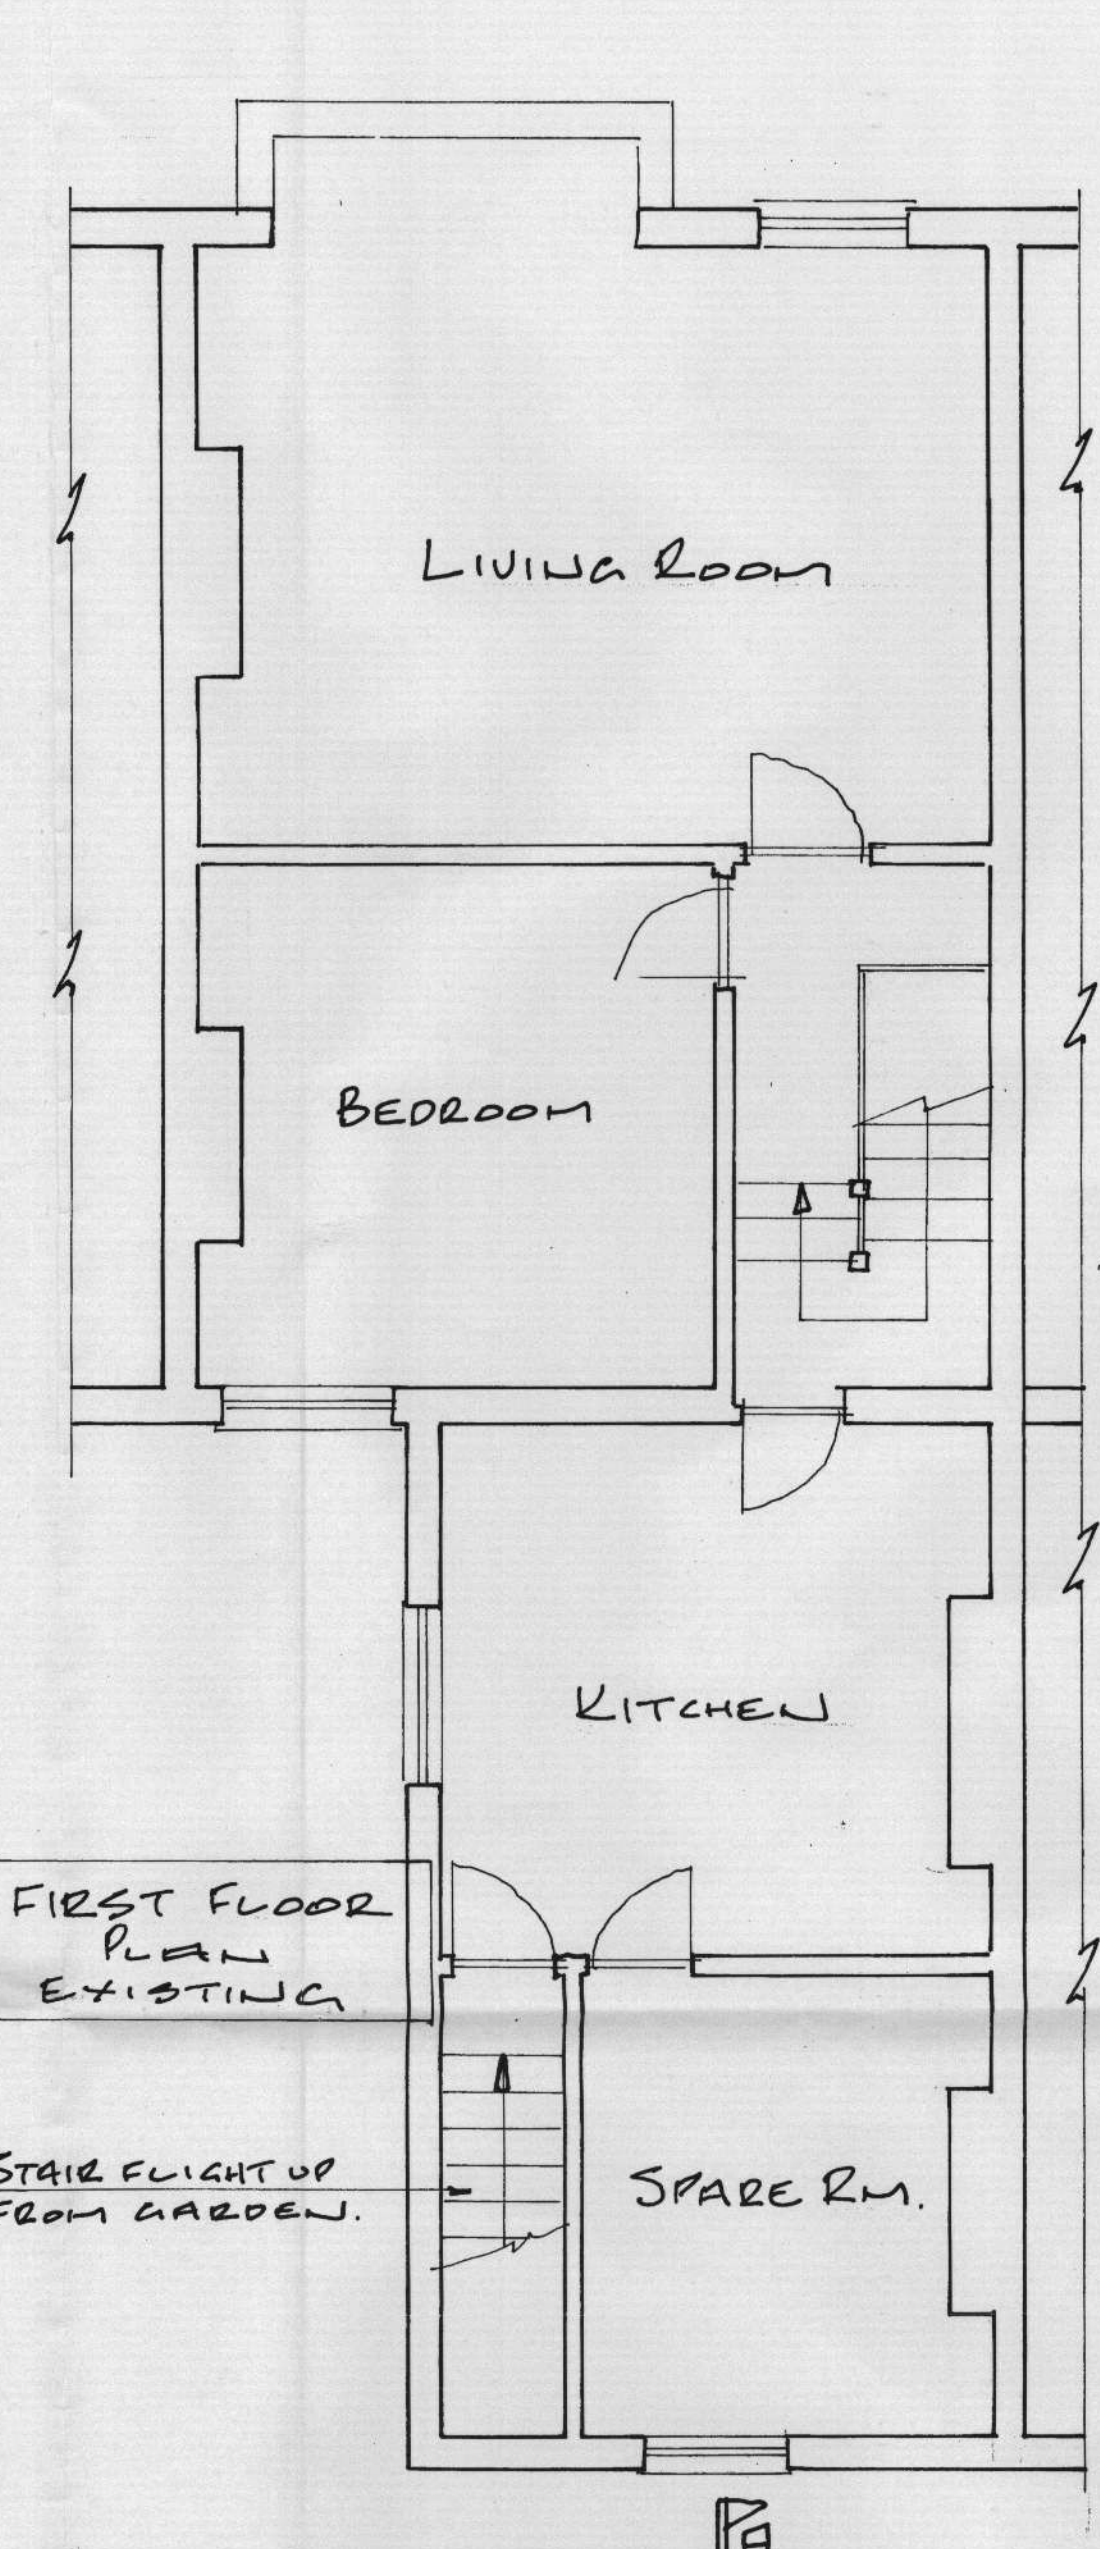 LIVING ROOM
BEDROOM
KITCHEN
FIRST FLOOR
PLAN
EXISTING
STAIR FLIGHT UP
FROM GARDEN.
SPARE RM.